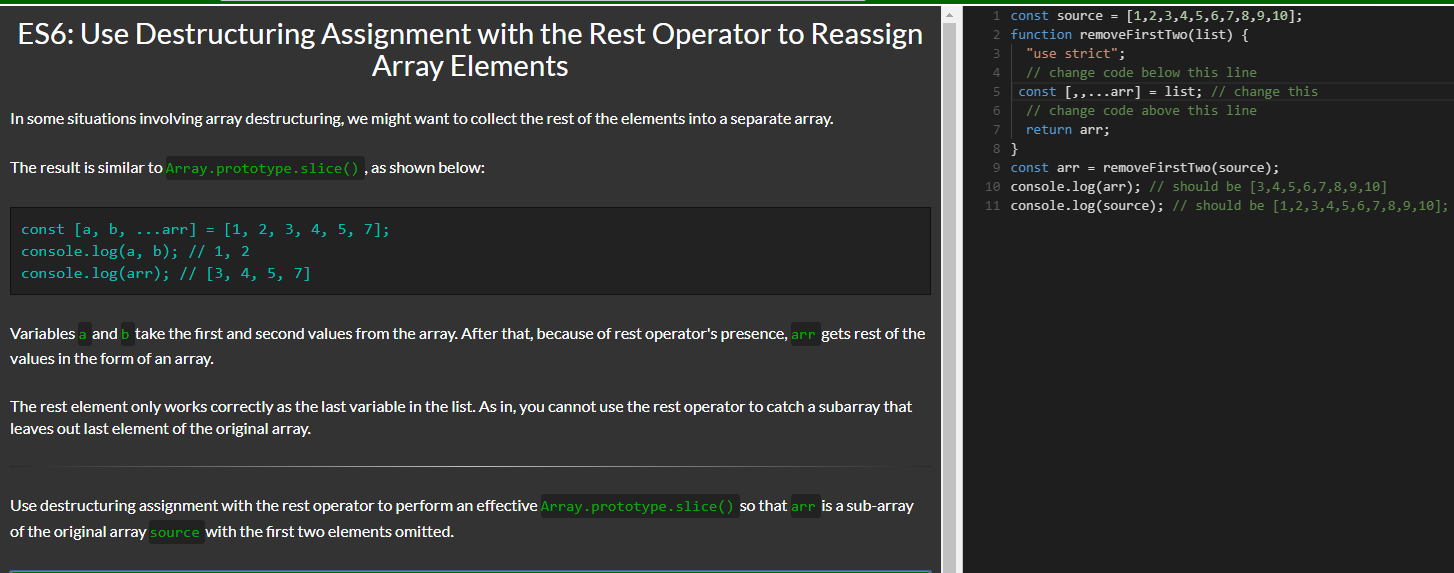 ES6: Use Destructuring Assignment with the Rest Operator to Reassign
Array Elements
In some situations involving array destructuring, we might want to collect the rest of the elements into a separate array.
The result is similar to Array.prototype.slice() , as shown below:
const [a, b, ...arr] = [1, 2, 3, 4, 5, 7];
console.log(a, b); // 1, 2
console.log(arr); // [3, 4, 5, 7]
Variables a and b take the first and second values from the array. After that, because of rest operator's presence, arr gets rest of the
values in the form of an array.
The rest element only works correctly as the last variable in the list. As in, you cannot use the rest operator to catch a subarray that
leaves out last element of the original array.
Use destructuring assignment with the rest operator to perform an effective Array.prototype.slice() so that arr is a sub-array
of the original array source with the first two elements omitted.
1 const source = [1,2,3,4,5,6,7,8,9,10];
2 function removeFirstTwo(list) {
3 "use strict";
4 // change code below this line
5 const [,,...arr] = list; // change this
6 // change code above this line
7 return arr;
8 }
9 const arr = removeFirstTwo(source);
10 console.log(arr); // should be [3,4,5,6,7,8,9,10]
11 console.log(source); // should be [1,2,3,4,5,6,7,8,9,10];